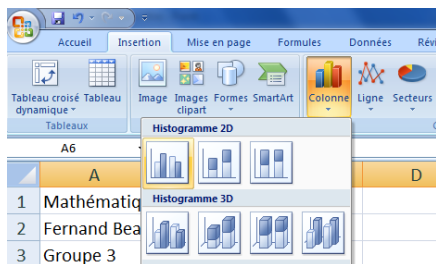 Accueil Insertion Mise en page Formules Données Révi
Tableau croisé dynamique Tableau Image Images clipart Formes SmartArt Colonne Ligne Secteurs
Tableaux
Histogramme 2D
A6
A D
Histogramme 3D
1 Mathématiq
2 Fernand Bea
3 Groupe 3